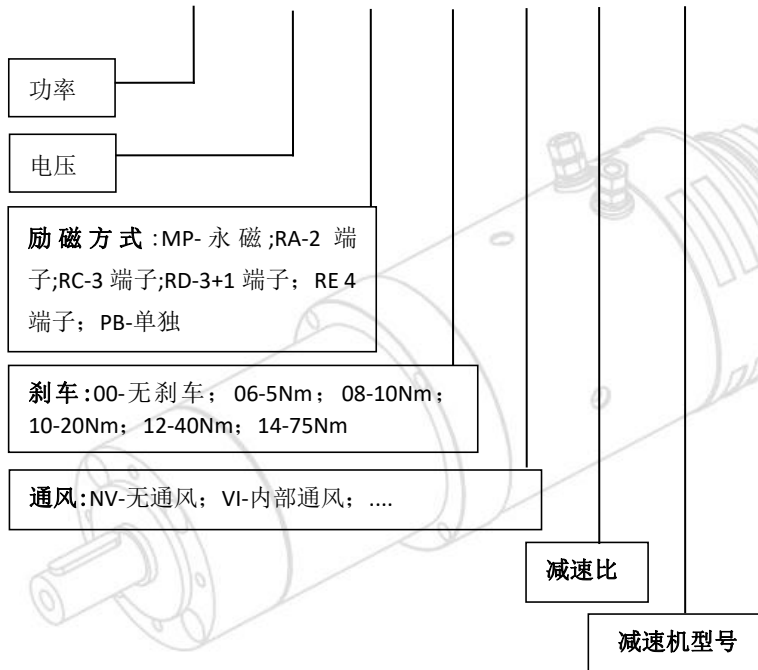 功率
电压
励磁方式:MP-永磁;RA-2 端
子;RC-3 端子;RD-3+1 端子；RE 4
端子；PB-单独
刹车:00-无刹车；06-5Nm；08-10Nm；
10-20Nm；12-40Nm；14-75Nm
通风:NV-无通风；VI-内部通风；....
减速比
减速机型号